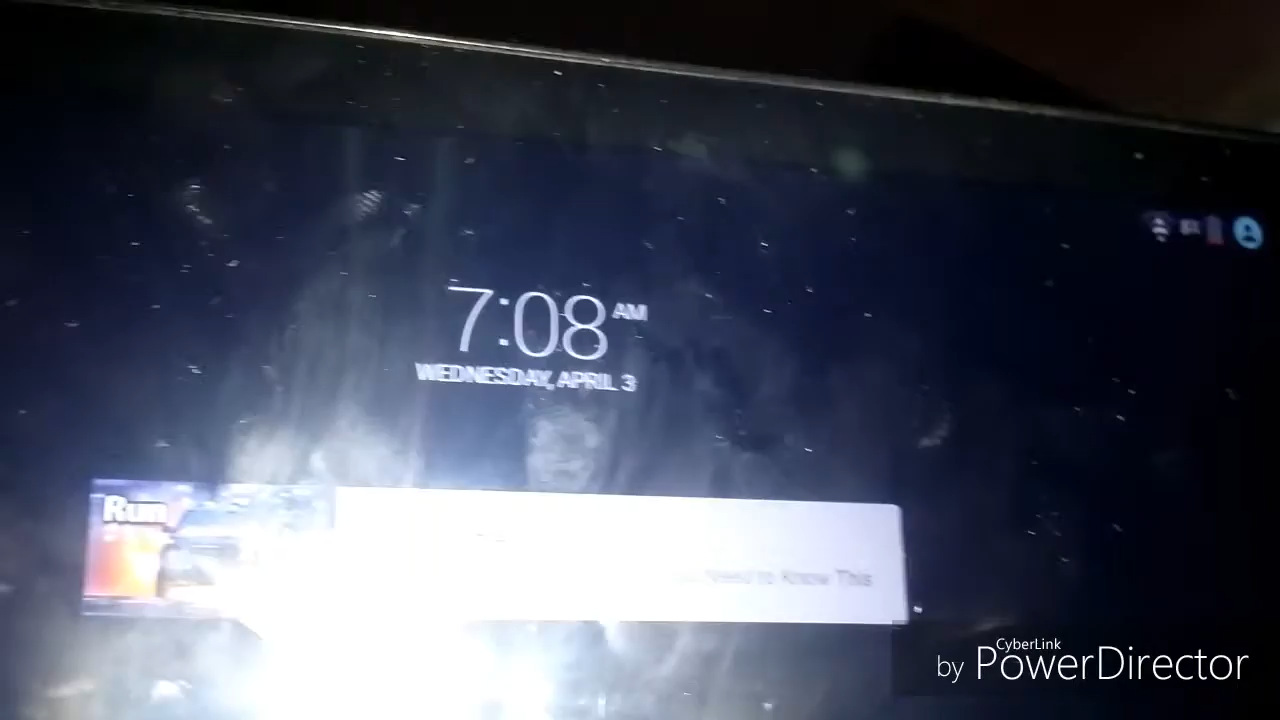 7:08 AM
WEDNESDAY, APRIL 3
Run
Need to Know This
CyberLink
by PowerDirector